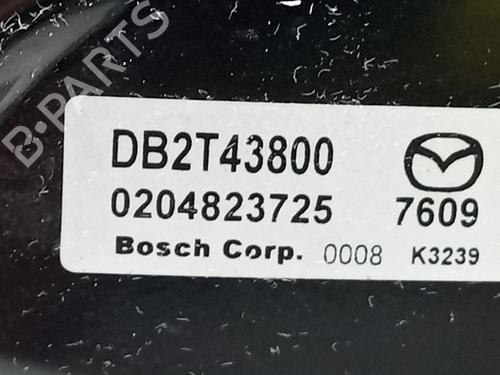 B-PARTS
DB2T43800
0204823725 7609
Bosch Corp. 0008 K3239